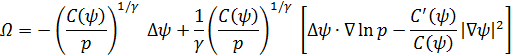 Ω = −(C(ψ)/p)^{1/γ} Δψ + 1/γ (C(ψ)/p)^{1/γ} [Δψ · ∇ ln p − C′(ψ)/C(ψ) |∇ψ|²]